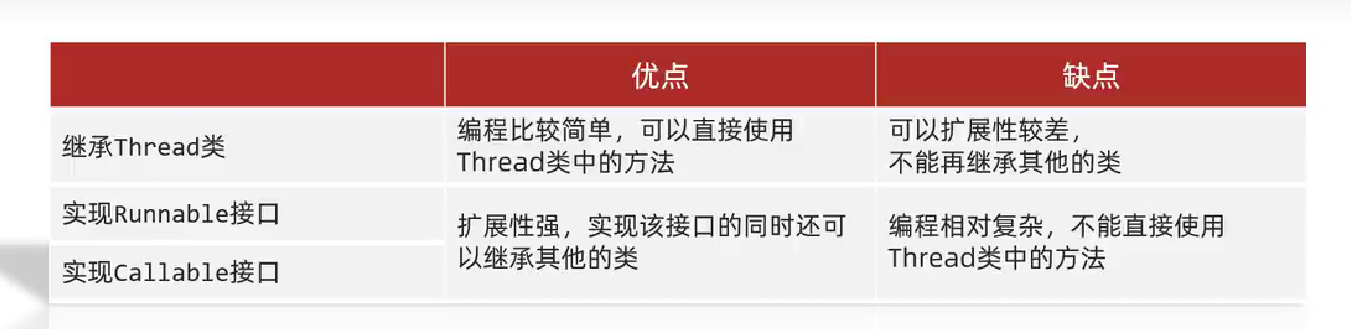 优点
缺点
继承Thread类
编程比较简单，可以直接使用
Thread类中的方法
可以扩展性较差，
不能再继承其他的类
实现Runnable接口
实现Callable接口
扩展性强，实现该接口的同时还可
以继承其他的类
编程相对复杂，不能直接使用
Thread类中的方法